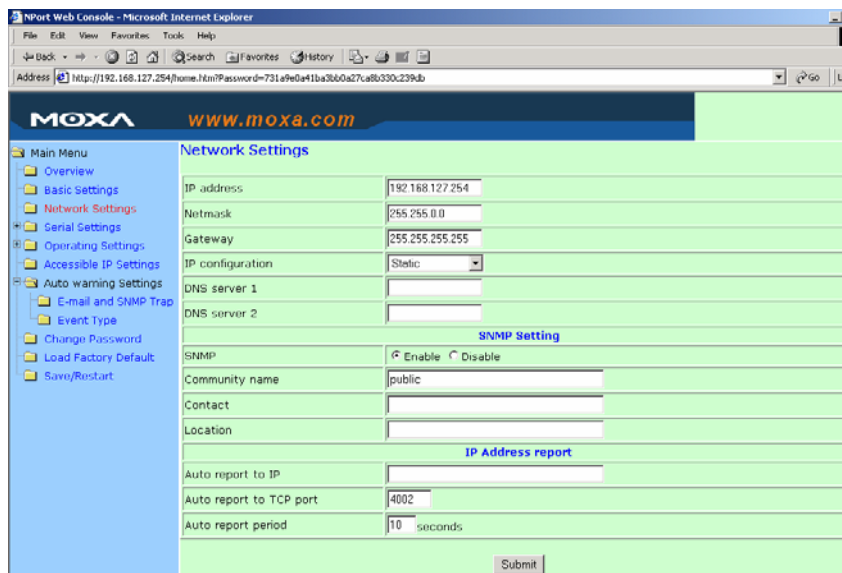 NPort Web Console - Microsoft Internet Explorer
File Edit View Favorites Tools Help
Back Search Favorites History
Address http://192.168.127.254/home.htm?Password=731a9e0a41ba3bb0a27ca8b330c239db Go
MOXA www.moxa.com
Main Menu
Overview
Basic Settings
Network Settings
Serial Settings
Operating Settings
Accessible IP Settings
Auto warning Settings
E-mail and SNMP Trap
Event Type
Change Password
Load Factory Default
Save/Restart
Network Settings
IP address 192.168.127.254
Netmask 255.255.0.0
Gateway 255.255.255.255
IP configuration Static
DNS server 1
DNS server 2
SNMP Setting
SNMP Enable Disable
Community name public
Contact
Location
IP Address report
Auto report to IP
Auto report to TCP port 4002
Auto report period 10 seconds
Submit